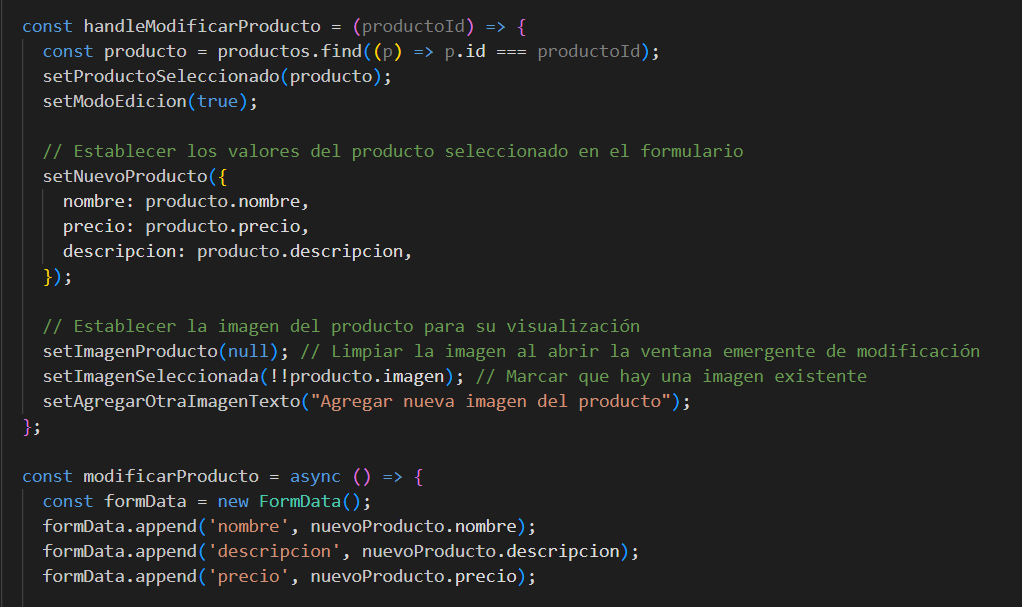 const handleModificarProducto = (productoId) => {
const producto = productos.find((p) => p.id === productoId);
setProductoSeleccionado(producto);
setModoEdicion(true);
// Establecer los valores del producto seleccionado en el formulario
setNuevoProducto({
nombre: producto.nombre,
precio: producto.precio,
descripcion: producto.descripcion,
});
// Establecer la imagen del producto para su visualización
setImagenProducto(null); // Limpiar la imagen al abrir la ventana emergente de modificación
setImagenSeleccionada(!!producto.imagen); // Marcar que hay una imagen existente
setAgregarOtraImagenTexto("Agregar nueva imagen del producto");
};
const modificarProducto = async () => {
const formData = new FormData();
formData.append('nombre', nuevoProducto.nombre);
formData.append('descripcion', nuevoProducto.descripcion);
formData.append('precio', nuevoProducto.precio);